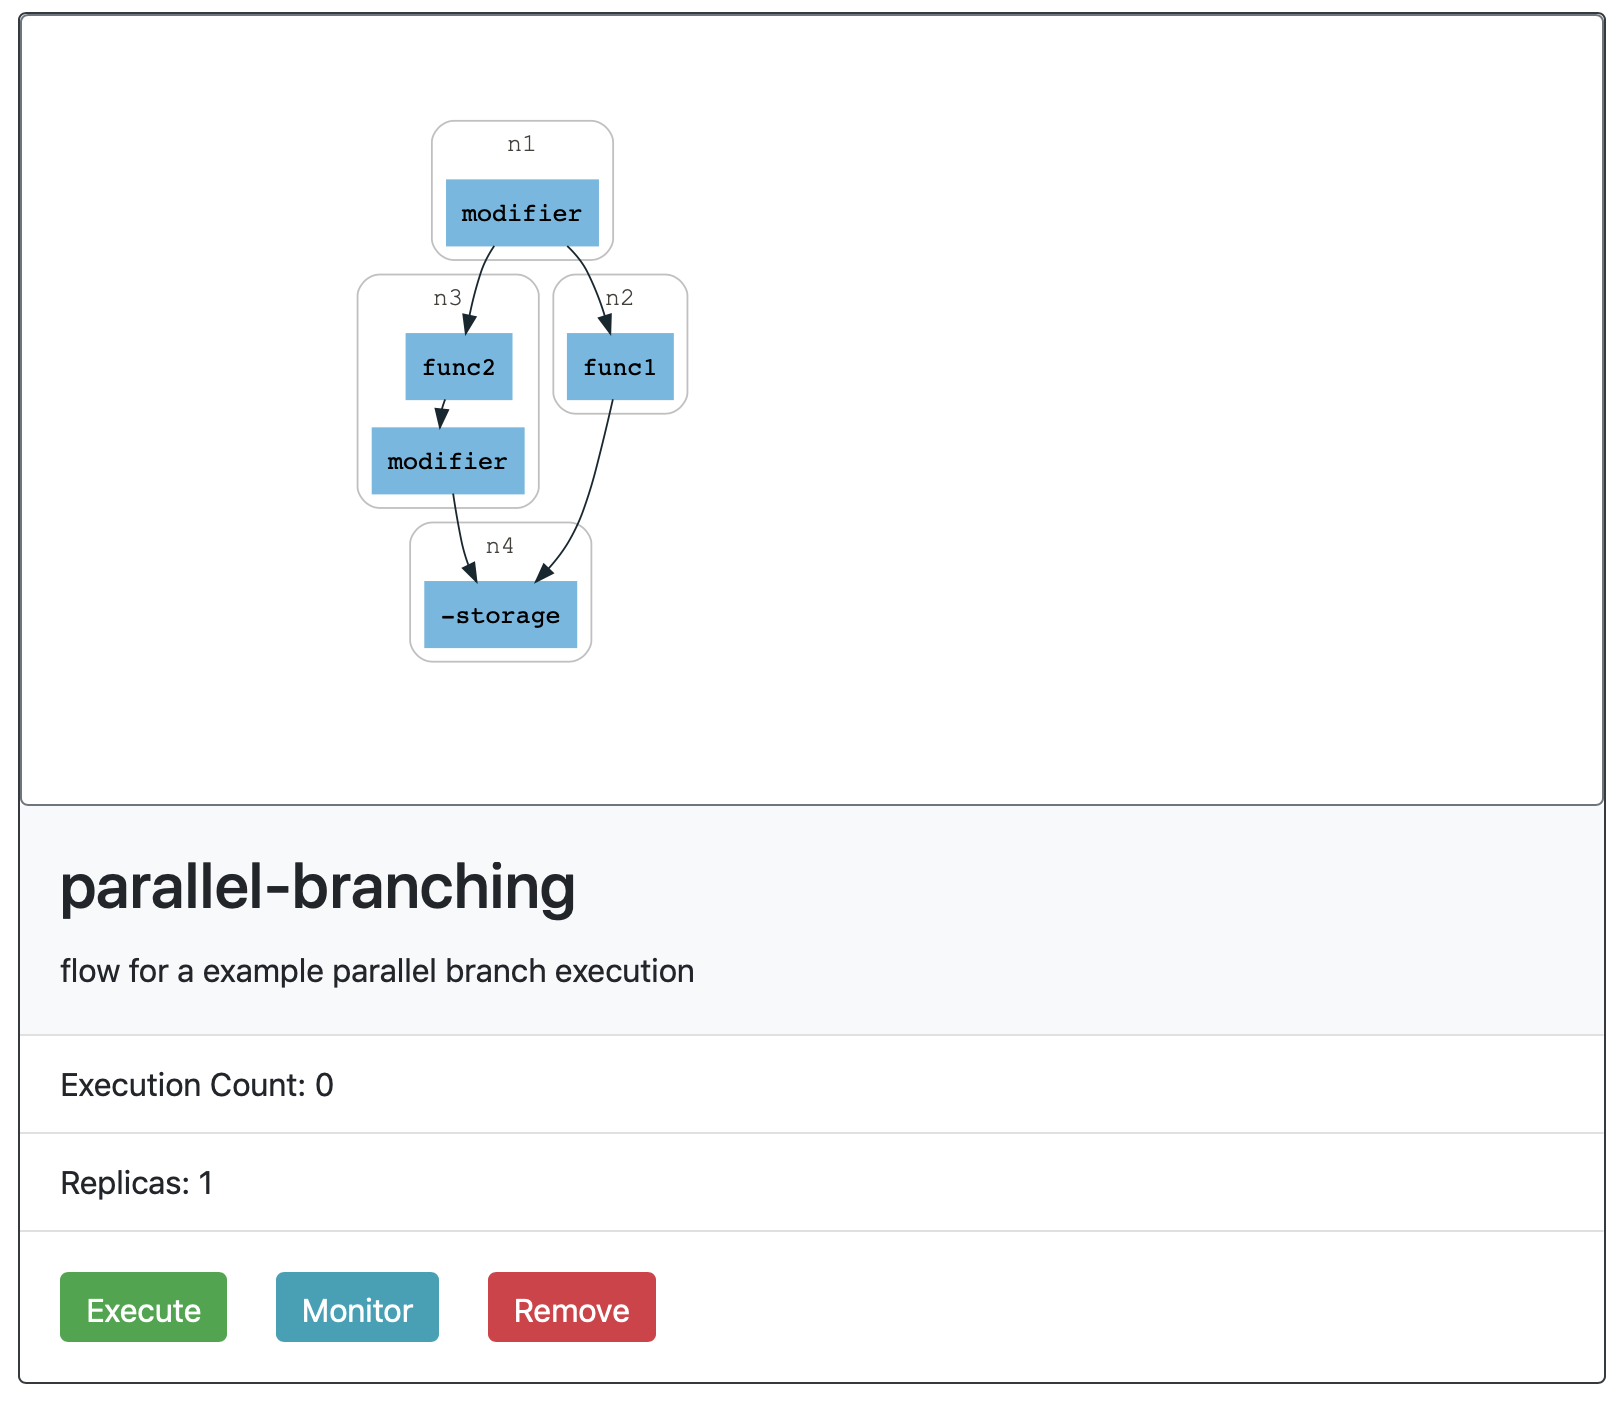 n1
modifier
n3
n2
func2
func1
modifier
n4
-storage
parallel-branching
flow for a example parallel branch execution
Execution Count: 0
Replicas: 1
Execute
Monitor
Remove